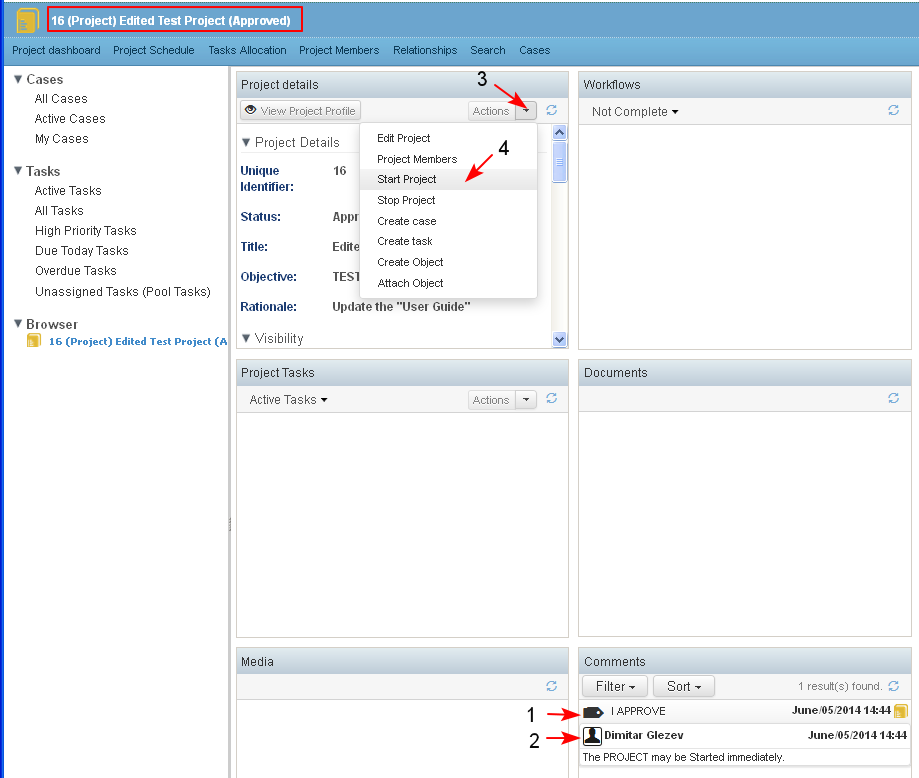 16 (Project) Edited Test Project (Approved)
Project dashboard Project Schedule Tasks Allocation Project Members Relationships Search Cases
Cases
All Cases
Active Cases
My Cases
Tasks
Active Tasks
All Tasks
High Priority Tasks
Due Today Tasks
Overdue Tasks
Unassigned Tasks (Pool Tasks)
Browser
16 (Project) Edited Test Project (A
Project details
3
View Project Profile Actions
Project Details
Unique Identifier: 16
Status: Appr
Title: Edite
Objective: TEST
Rationale: Update the "User Guide"
Visibility
Edit Project
Project Members
4
Start Project
Stop Project
Create case
Create task
Create Object
Attach Object
Workflows
Not Complete
Project Tasks
Active Tasks Actions
Documents
Media
Comments
Filter Sort 1 result(s) found.
1 I APPROVE June/05/2014 14:44
2 Dimitar Glezev June/05/2014 14:44
The PROJECT may be Started immediately.